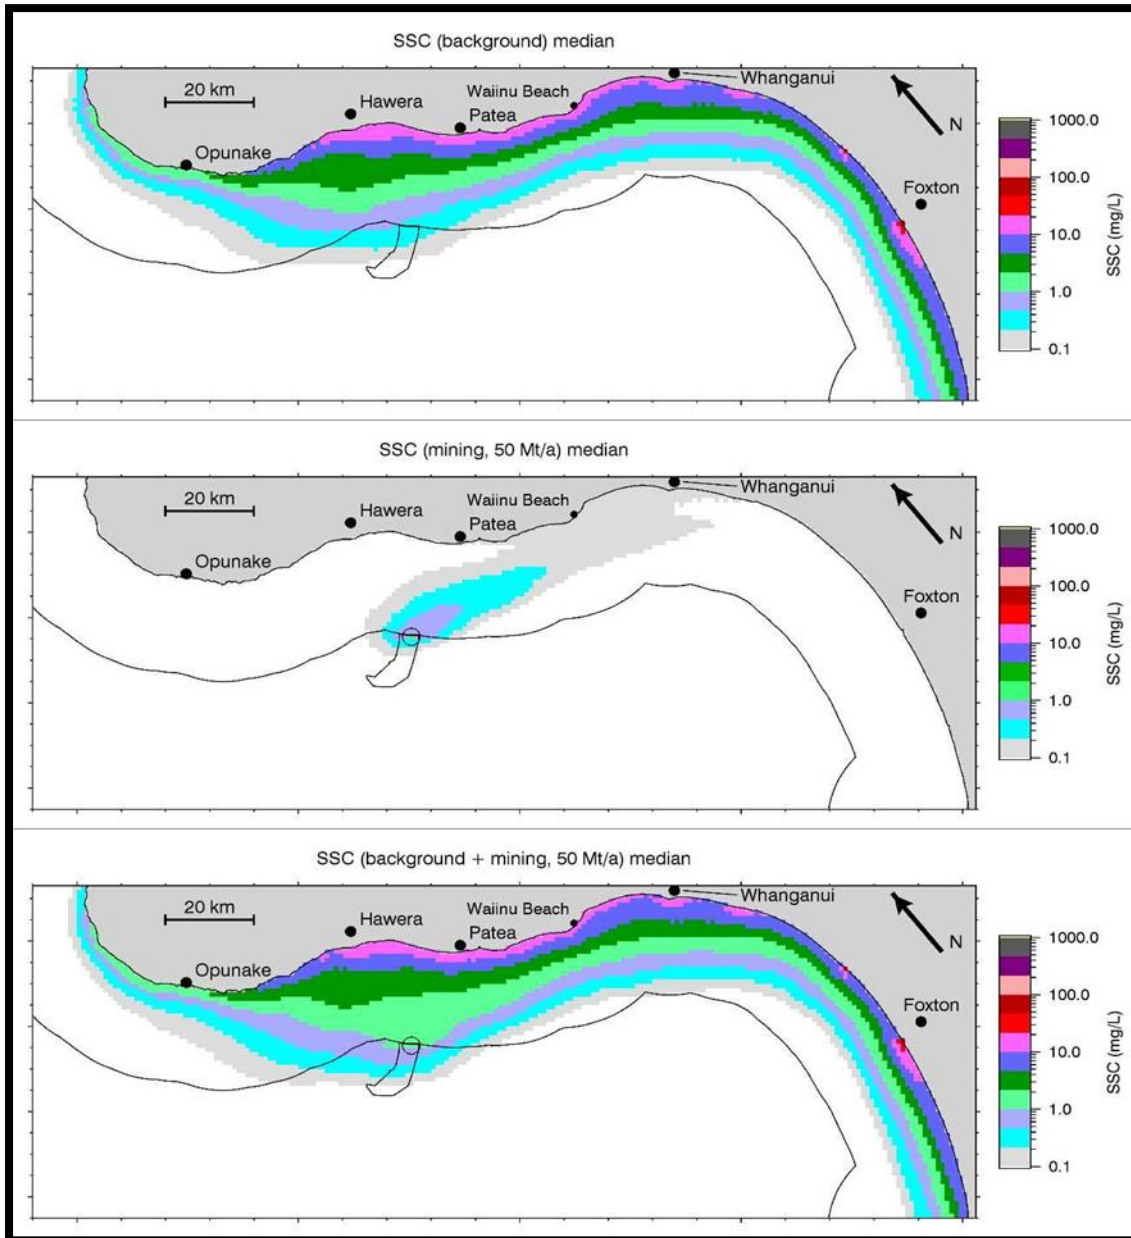 SSC (background) median
20 km
Hawera
Waiinu Beach
Patea
Whanganui
Opunake
N
Foxton
1000.0
100.0
10.0
1.0
0.1
SSC (mg/L)
SSC (mining, 50 Mt/a) median
20 km
Hawera
Waiinu Beach
Patea
Whanganui
Opunake
N
Foxton
1000.0
100.0
10.0
1.0
0.1
SSC (mg/L)
SSC (background + mining, 50 Mt/a) median
20 km
Hawera
Waiinu Beach
Patea
Whanganui
Opunake
N
Foxton
1000.0
100.0
10.0
1.0
0.1
SSC (mg/L)